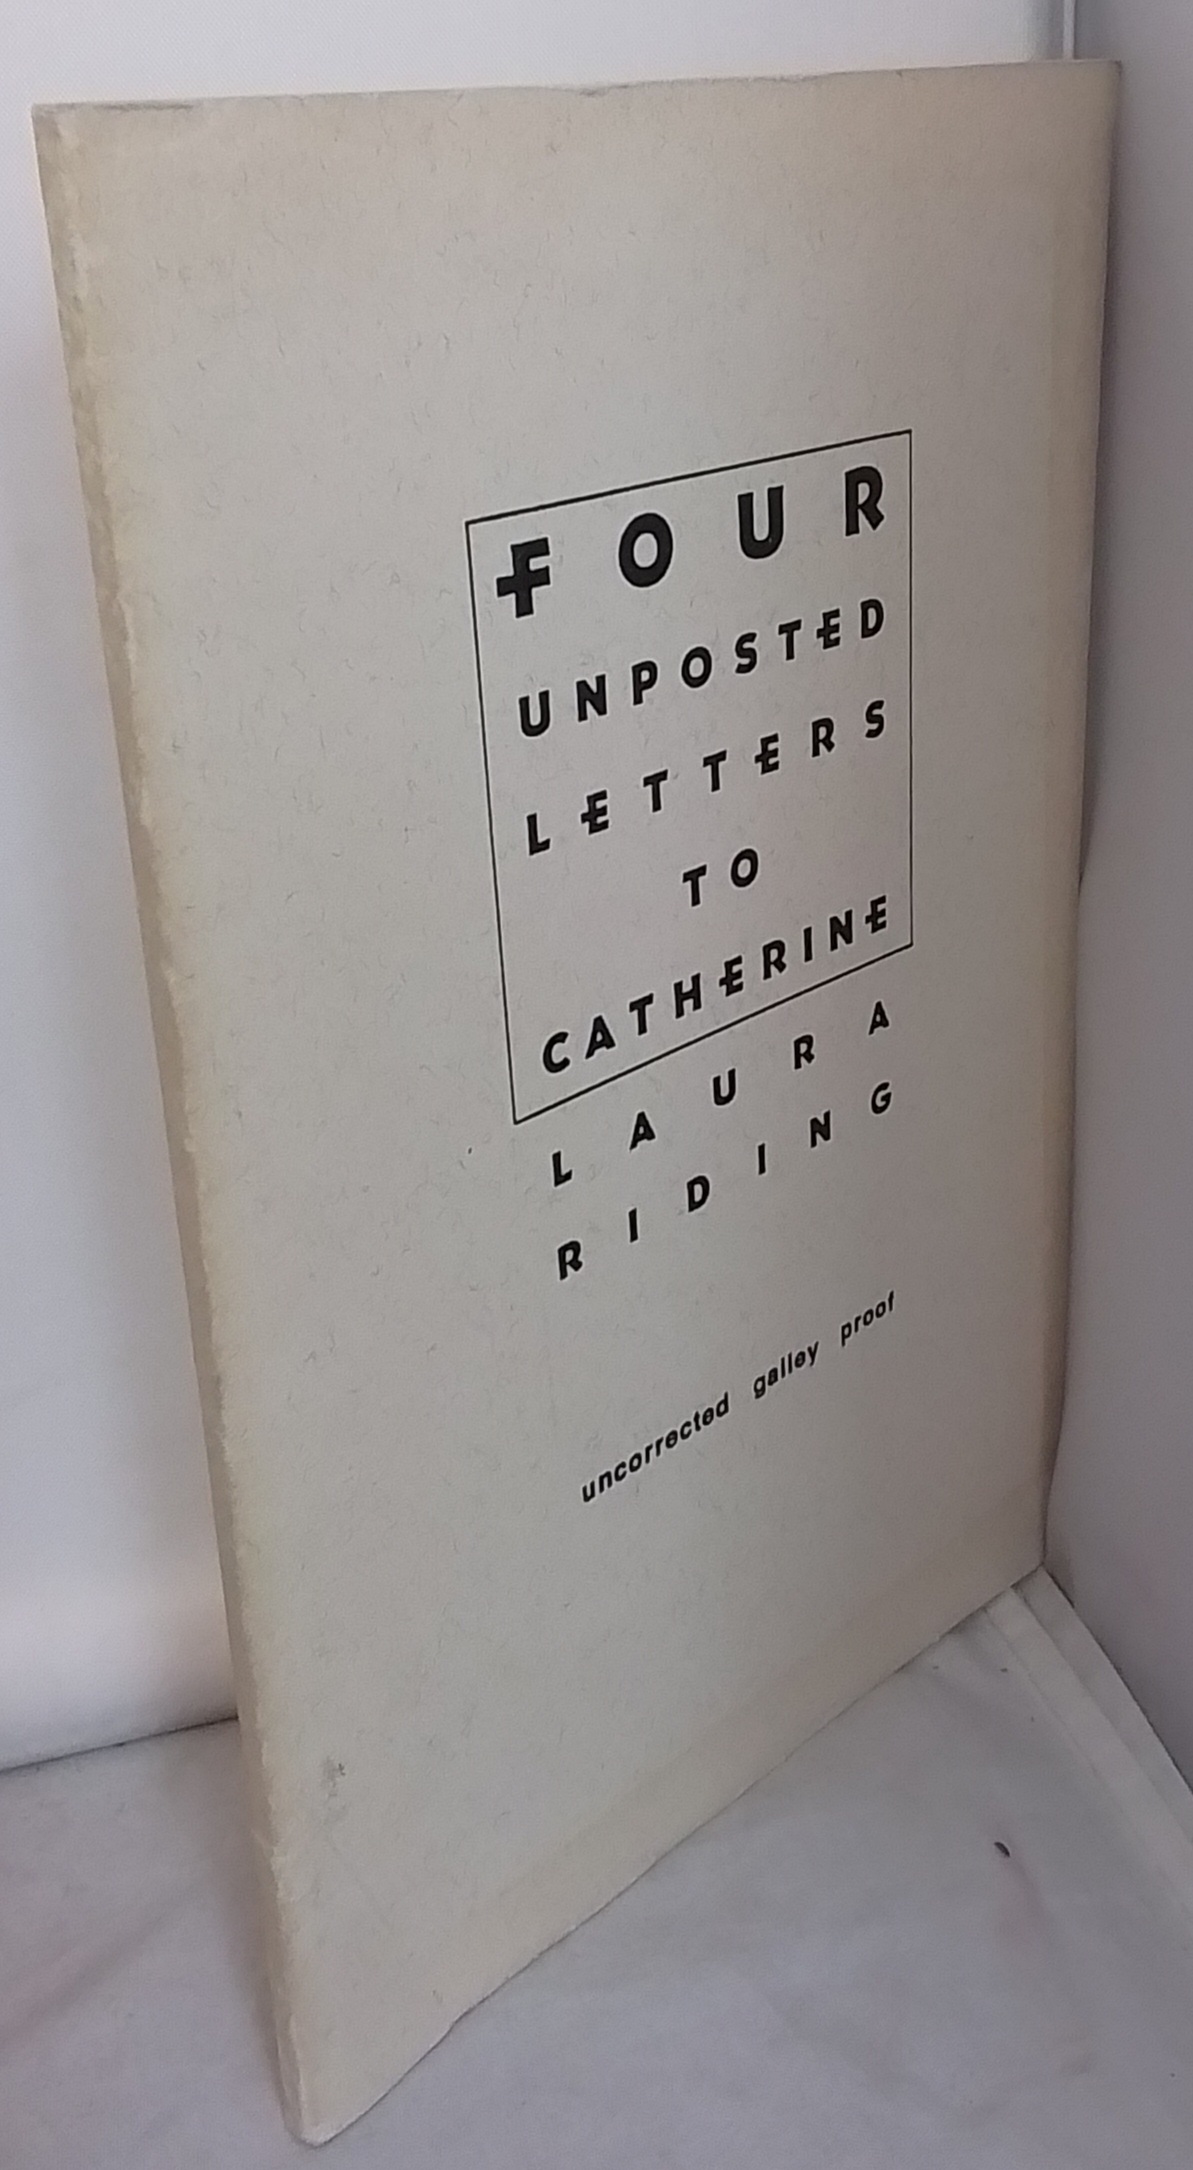 FOUR
UNPOSTED
LETTERS
TO
CATHERINE
LAURA
RIDING
uncorrected galley proof